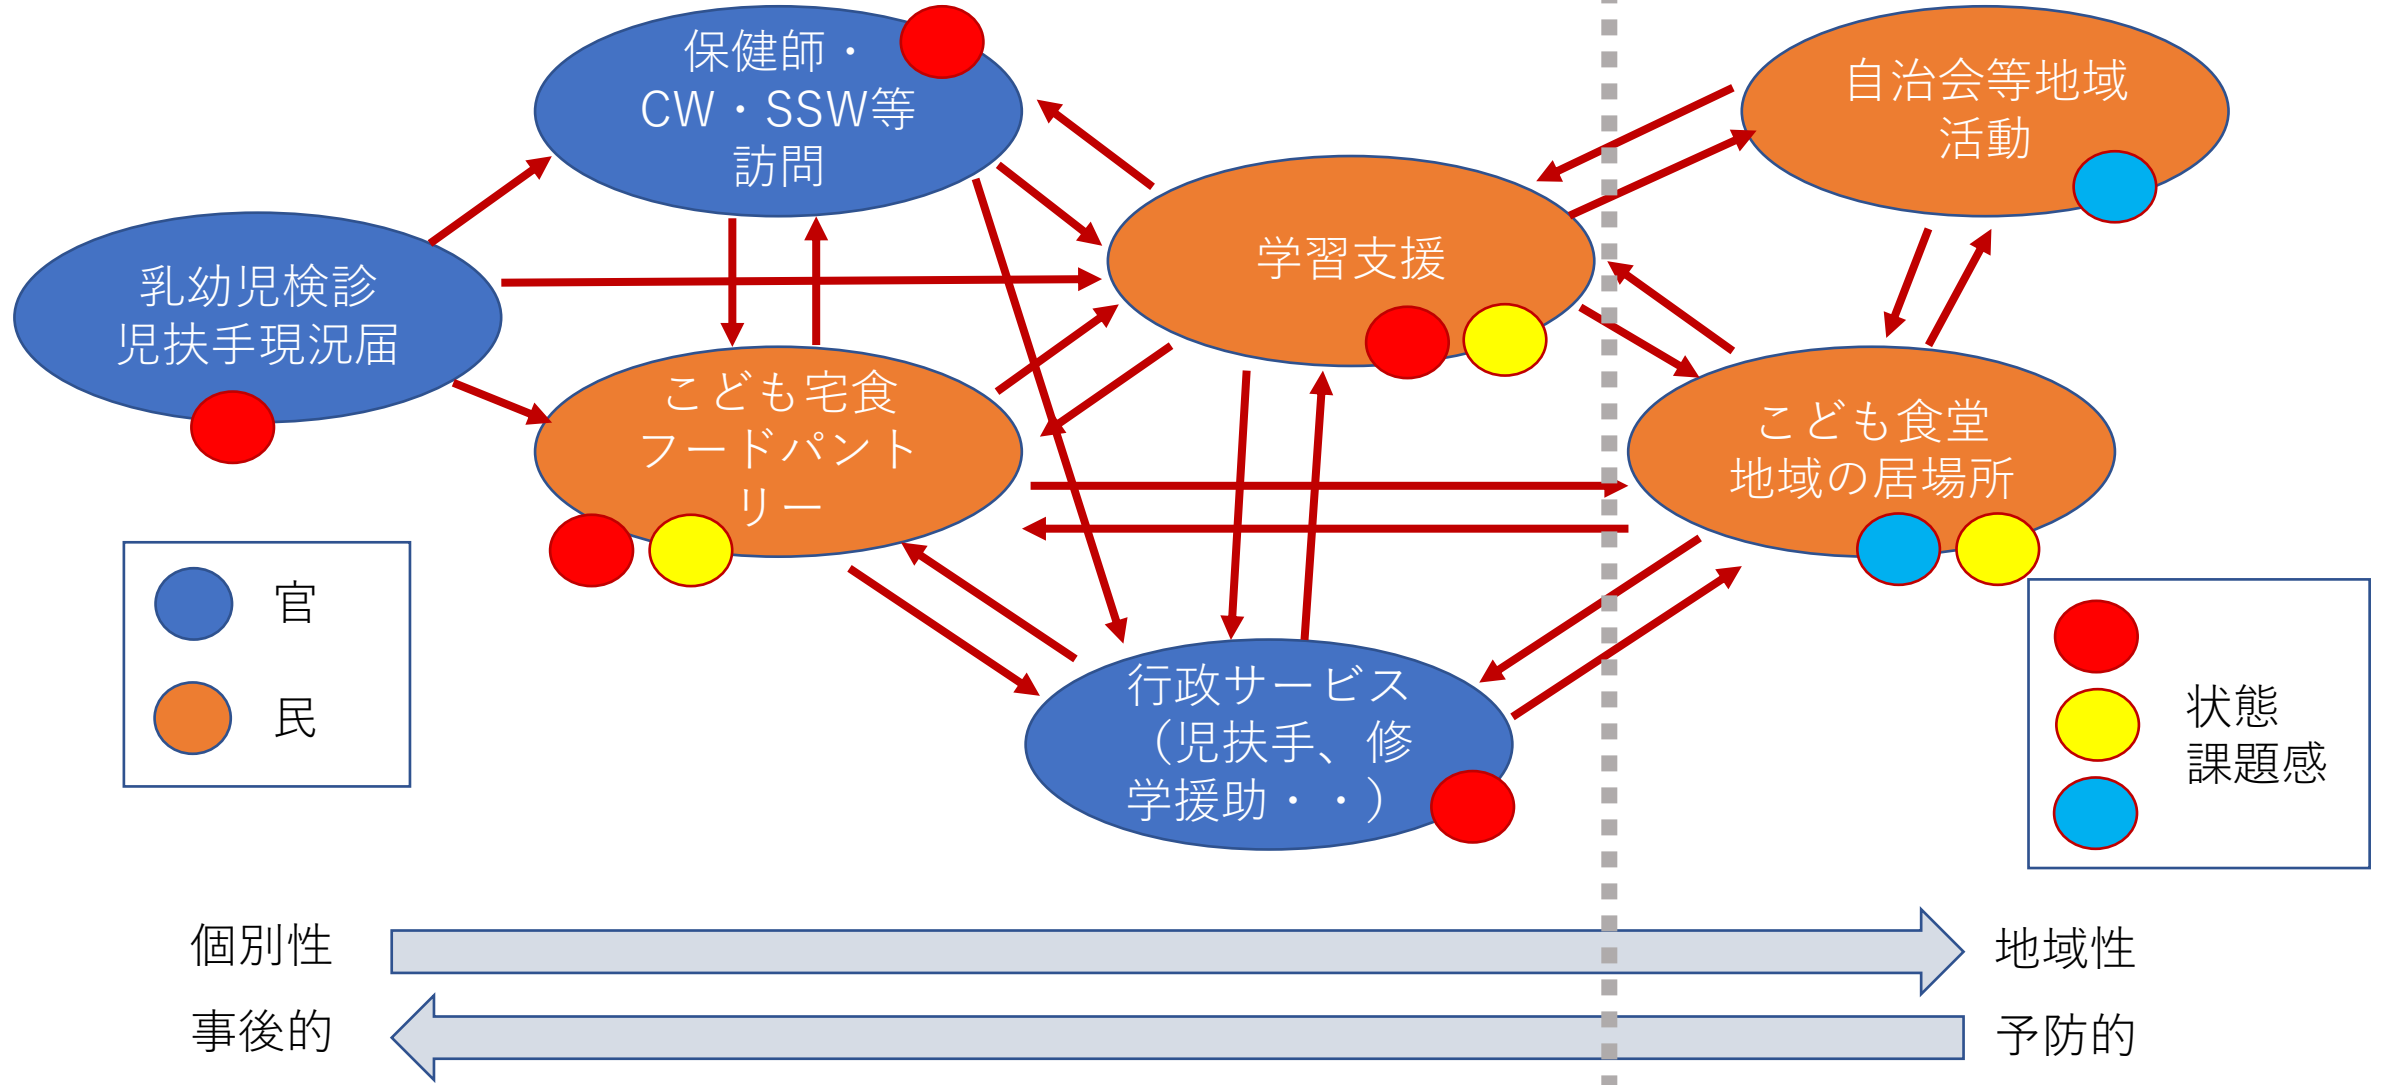 保健師・
CW・SSW等
訪問
自治会等地域
活動
学習支援
乳幼児検診
児扶手現況届
こども宅食
フードパント
リー
こども食堂
地域の居場所
官
民
行政サービス
（児扶手、修
学援助・・）
状態
課題感
個別性
地域性
事後的
予防的